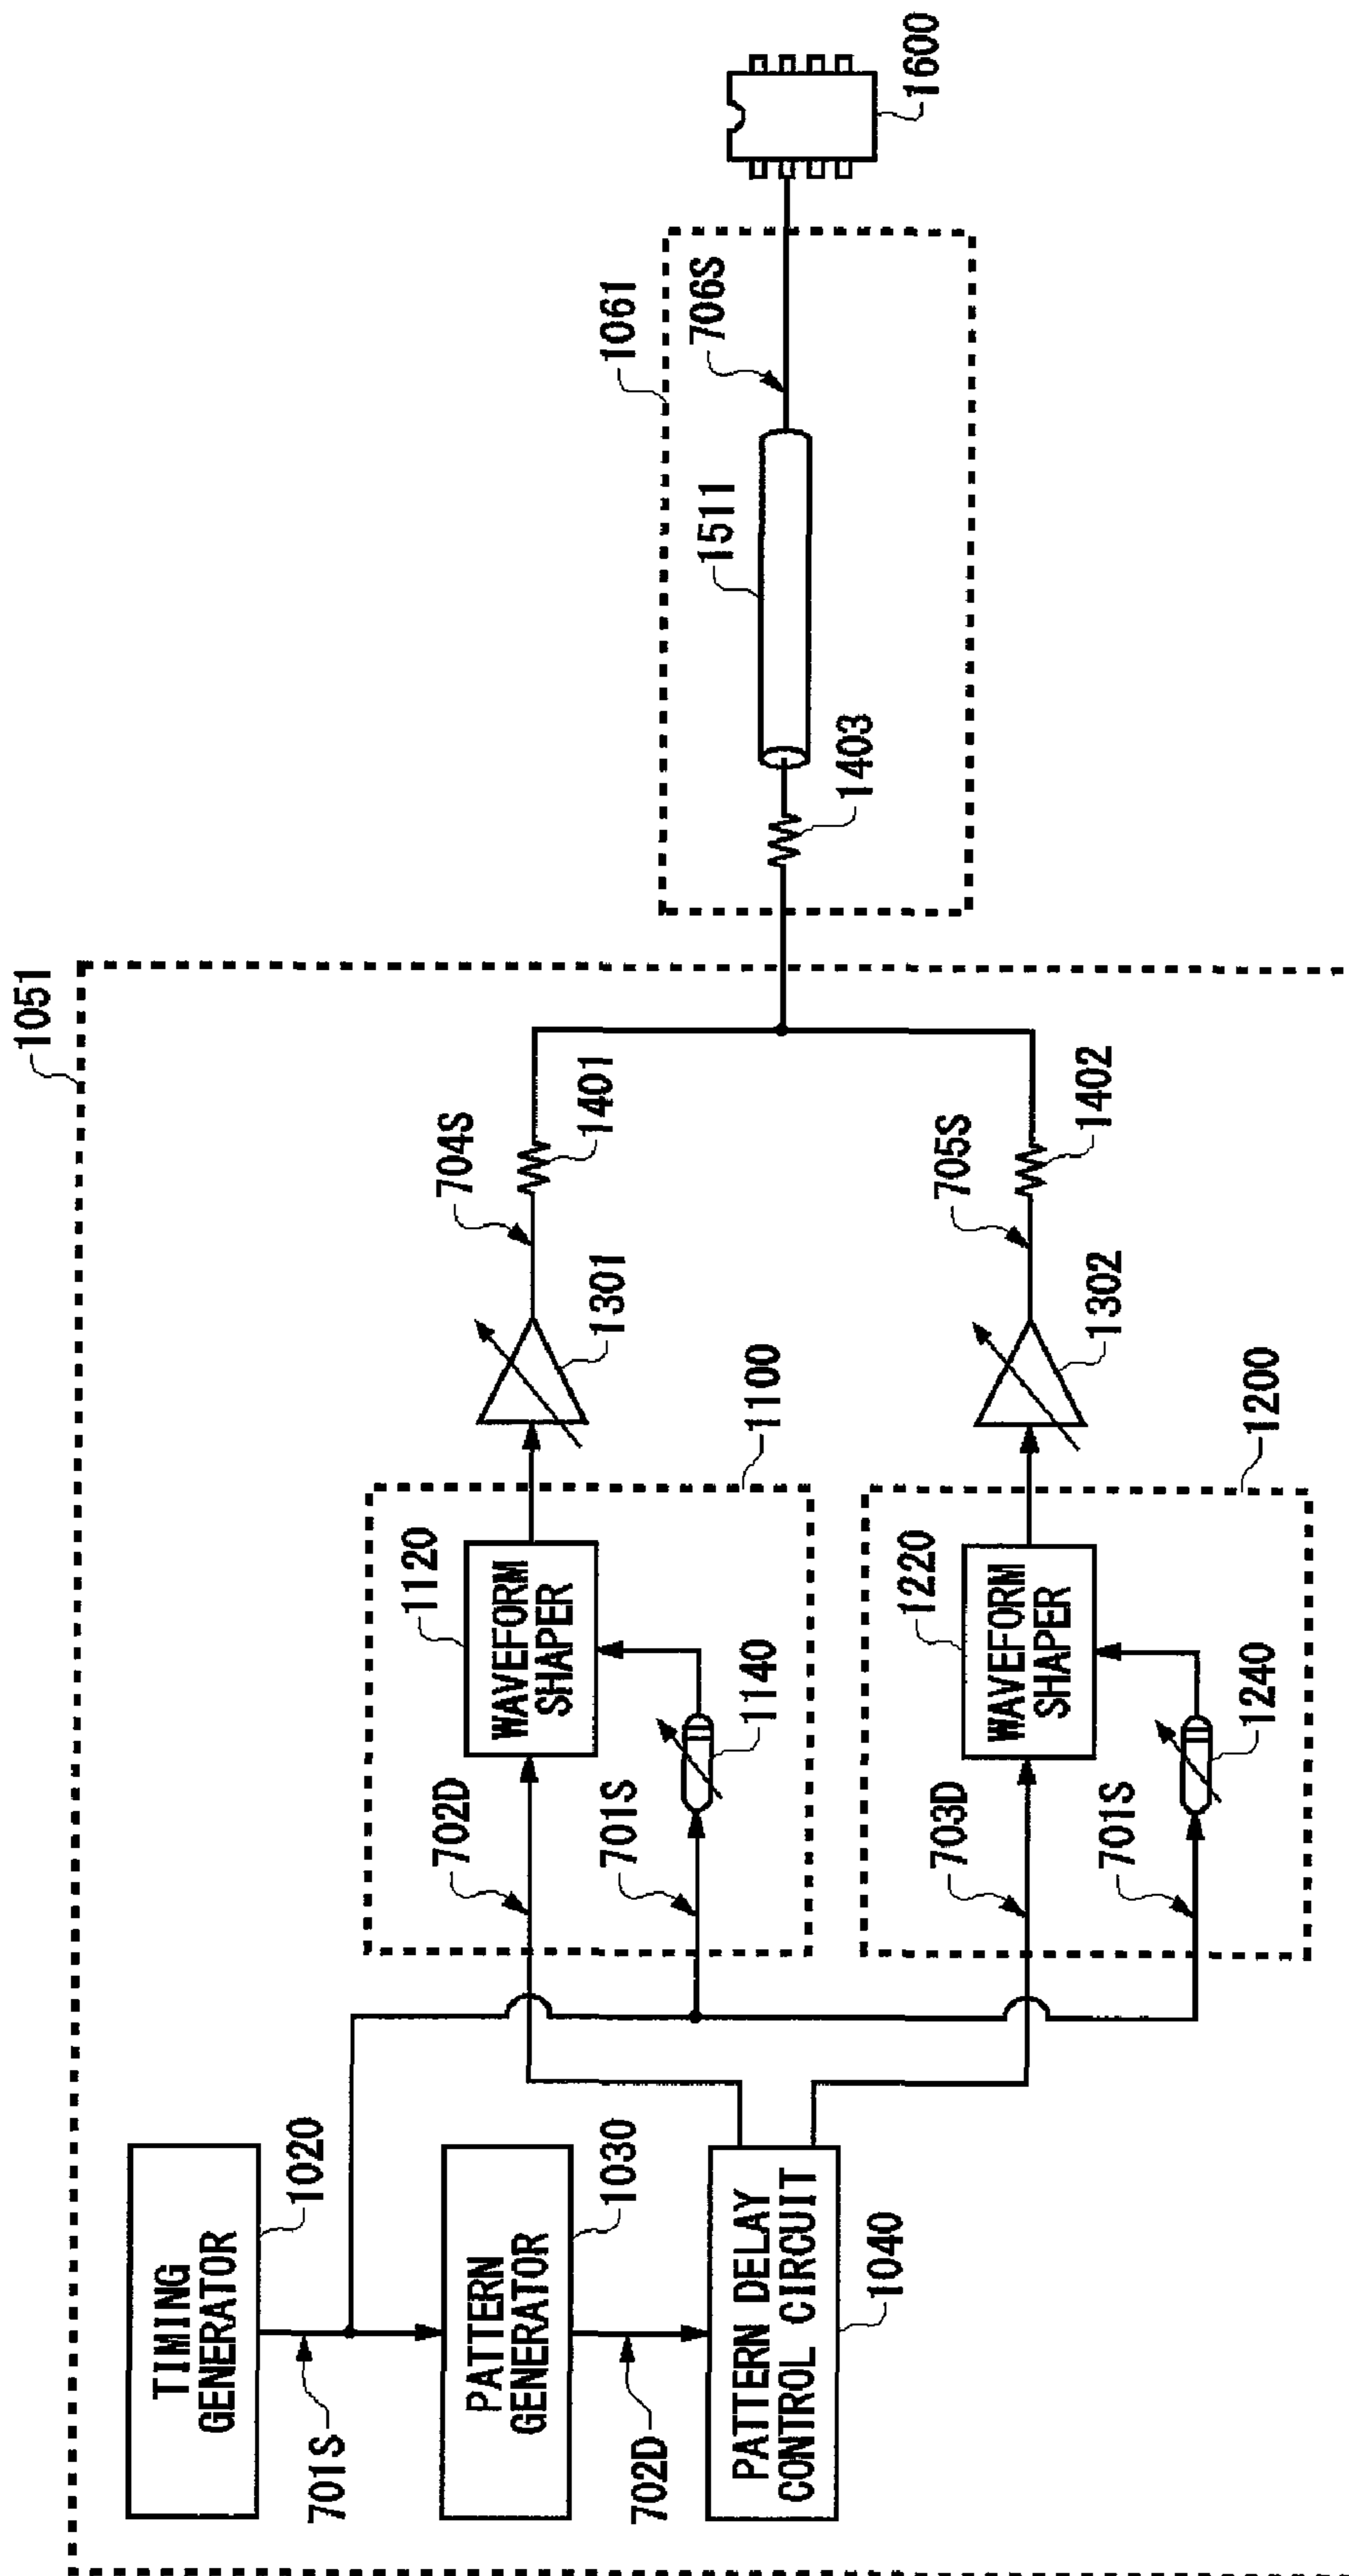 1051
TIMING
GENERATOR
1020
701S
PATTERN
GENERATOR
1030
702D
PATTERN DELAY
CONTROL CIRCUIT
1040
702D
1120
WAVEFORM
SHAPER
701S
1140
1100
703D
1220
WAVEFORM
SHAPER
701S
1240
1200
1301
704S
1401
1302
705S
1402
1061
1403
1511
706S
1600